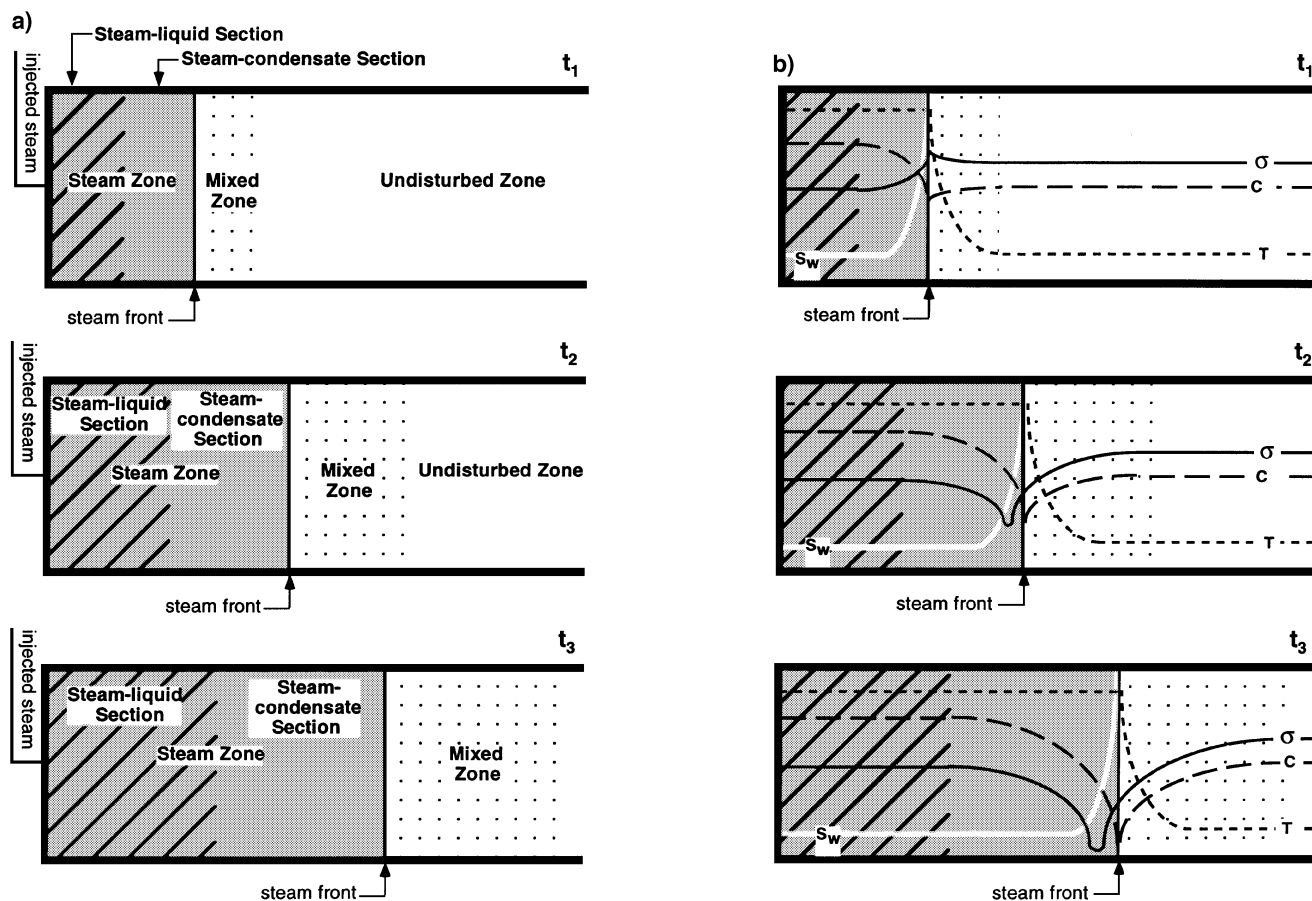 a)
Steam-liquid Section
Steam-condensate Section
t1
injected steam
Steam Zone
Mixed
Zone
Undisturbed Zone
steam front
t2
injected steam
Steam-liquid
Section
Steam-
condensate
Section
Steam Zone
Mixed
Zone
Undisturbed Zone
steam front
t3
injected steam
Steam-liquid
Section
Steam-
condensate
Section
Steam Zone
Mixed
Zone
steam front
b)
t1
σ
C
T
Sw
steam front
t2
σ
C
T
Sw
steam front
t3
σ
C
T
Sw
steam front